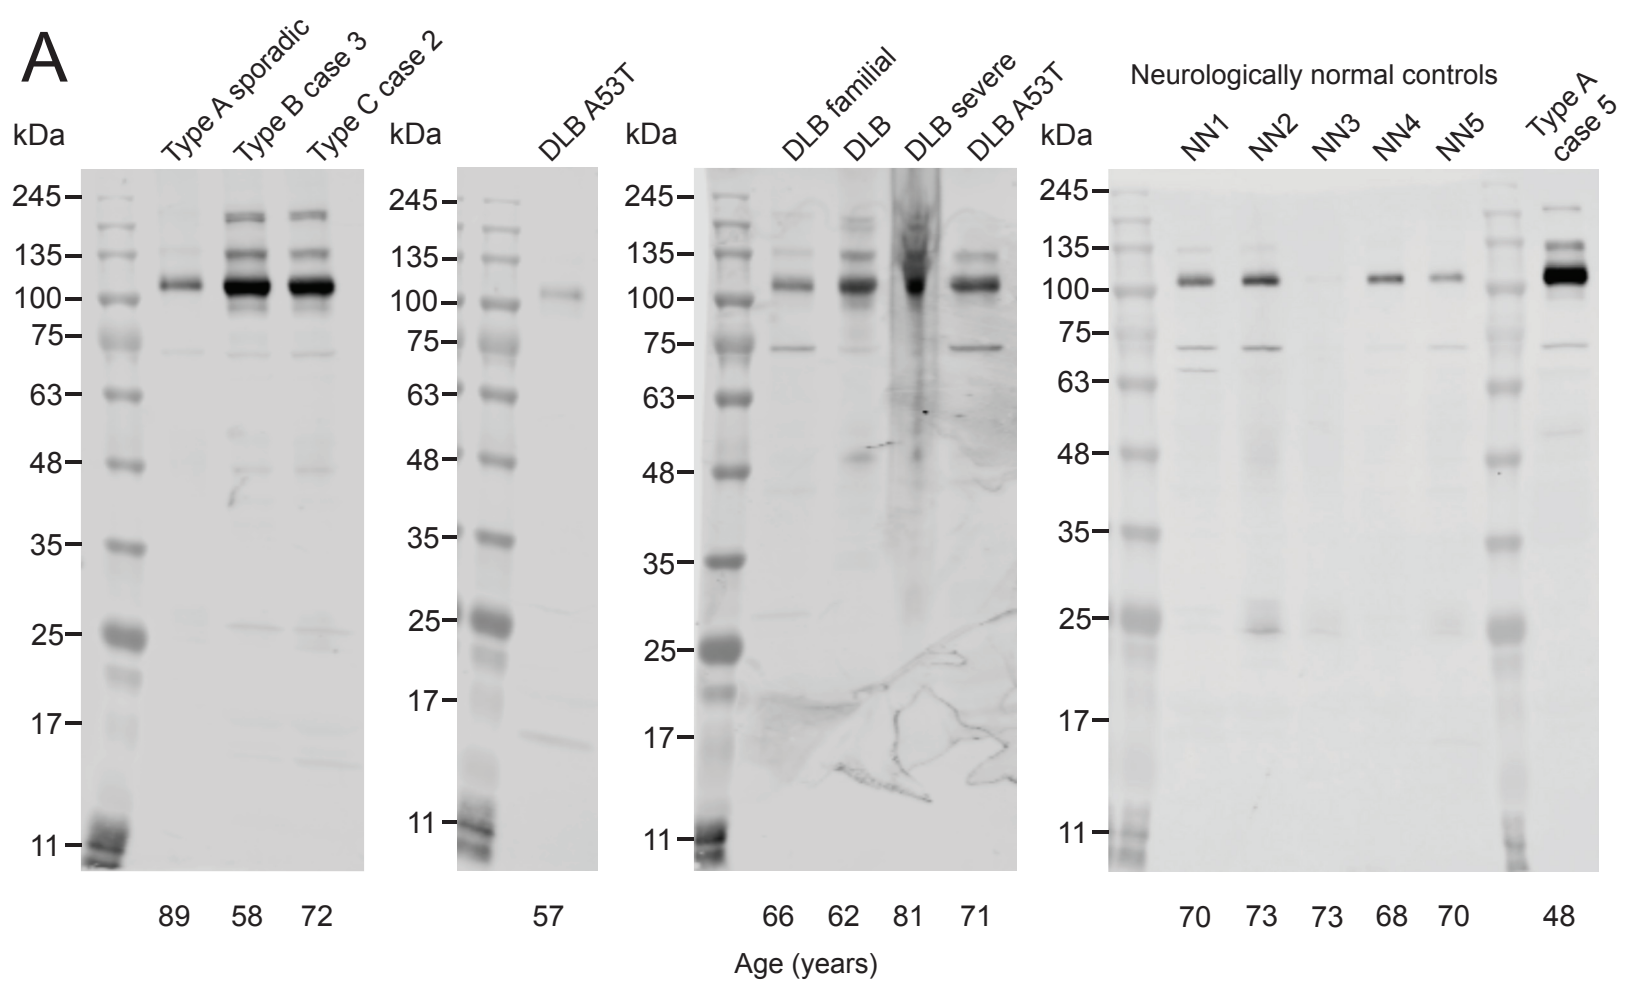 A
Type A sporadic
Type B case 3
Type C case 2
DLB A53T
DLB familial
DLB
DLB severe
DLB A53T
Neurologically normal controls
NN1
NN2
NN3
NN4
NN5
Type A
case 5
kDa
245
135
100
75
63
48
35
25
17
11
kDa
245
135
100
75
63
48
35
25
17
11
kDa
245
135
100
75
63
48
35
25
17
11
kDa
245
135
100
75
63
48
35
25
17
11
89 58 72 57 66 62 81 71 70 73 73 68 70 48
Age (years)